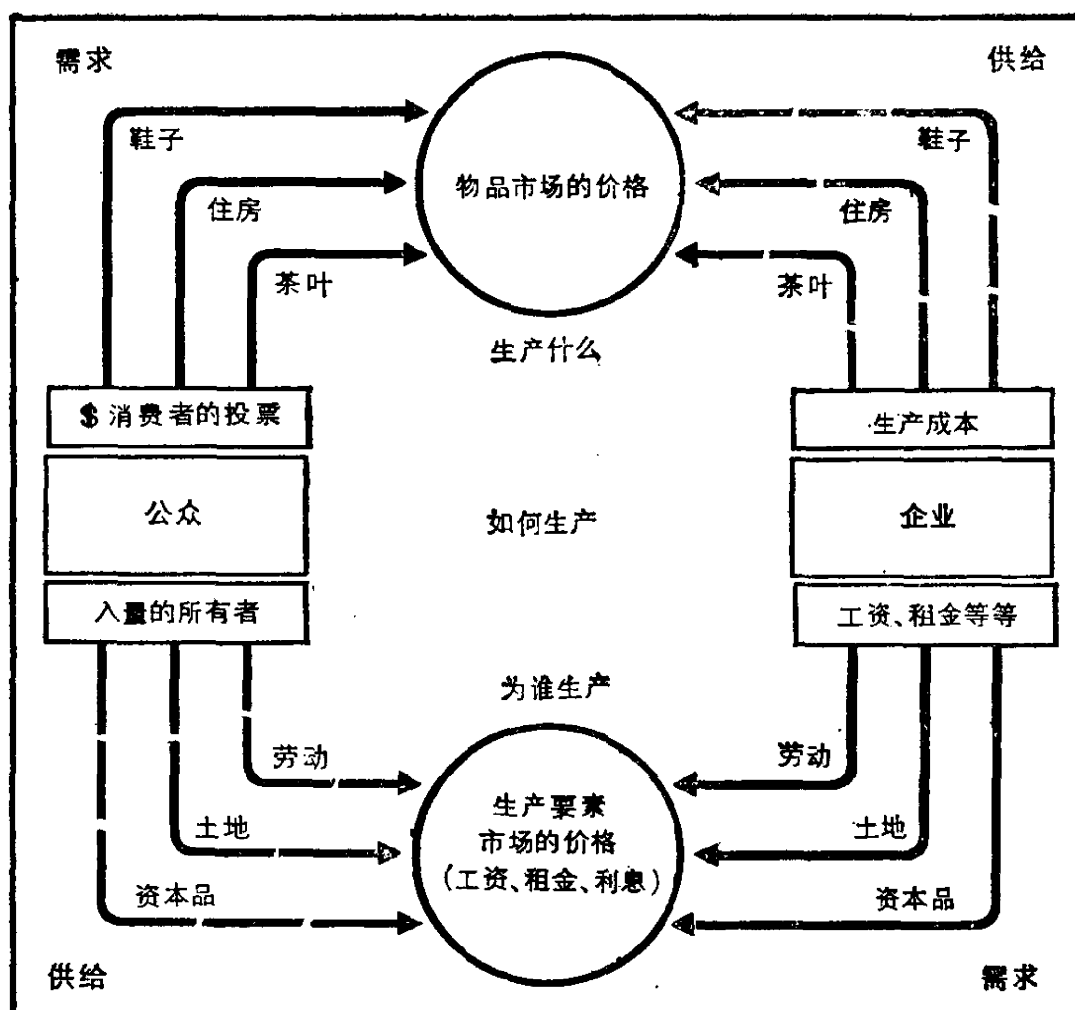 需求
供给
鞋子
鞋子
物品市场的价格
住房
住房
茶叶
茶叶
生产什么
$ 消费者的投票
生产成本
公众
如何生产
企业
入量的所有者
工资、租金等等
为谁生产
劳动
劳动
生产要素
市场的价格
(工资、租金、利息)
土地
土地
资本品
资本品
供给
需求